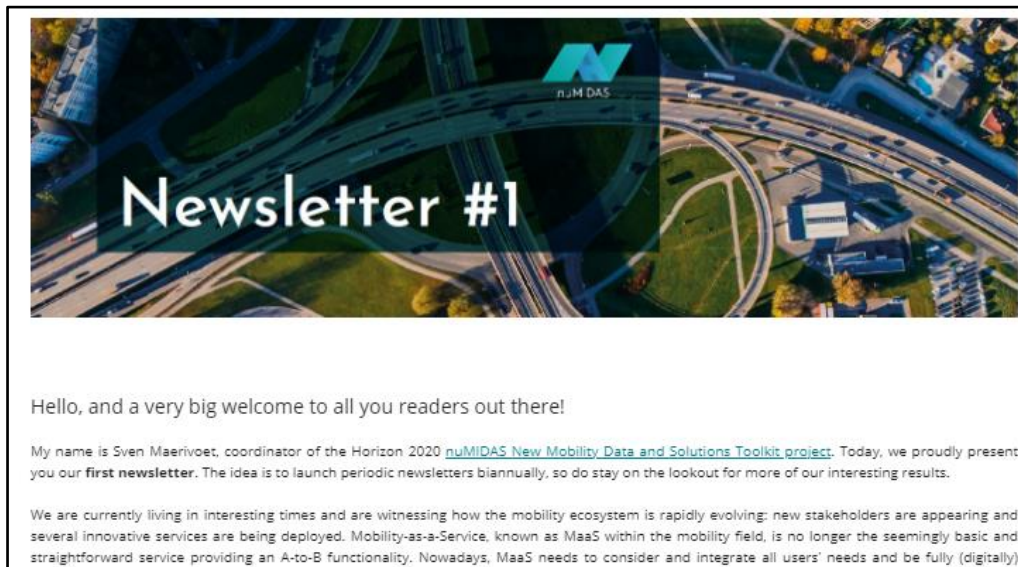 nuMIDAS
Newsletter #1
Hello, and a very big welcome to all you readers out there!
My name is Sven Maerivoet, coordinator of the Horizon 2020 nuMIDAS New Mobility Data and Solutions Toolkit project. Today, we proudly present
you our first newsletter. The idea is to launch periodic newsletters biannually, so do stay on the lookout for more of our interesting results.
We are currently living in interesting times and are witnessing how the mobility ecosystem is rapidly evolving: new stakeholders are appearing and
several innovative services are being deployed. Mobility-as-a-Service, known as MaaS within the mobility field, is no longer the seemingly basic and
straightforward service providing an A-to-B functionality. Nowadays, MaaS needs to consider and integrate all users' needs and be fully (digitally)